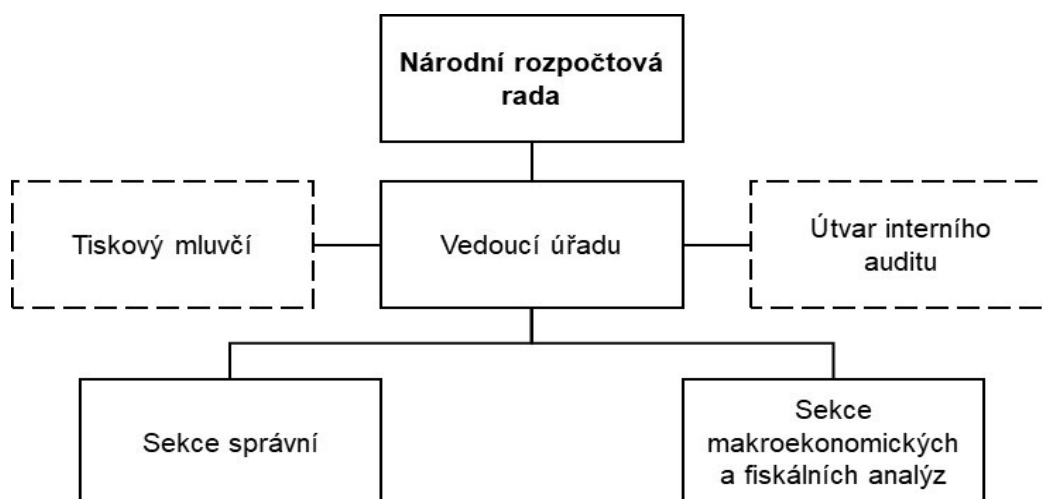 Národní rozpočtová
rada
Tiskový mluvčí
Vedoucí úřadu
Útvar interního
auditu
Sekce správní
Sekce
makroekonomických
a fiskálních analýz